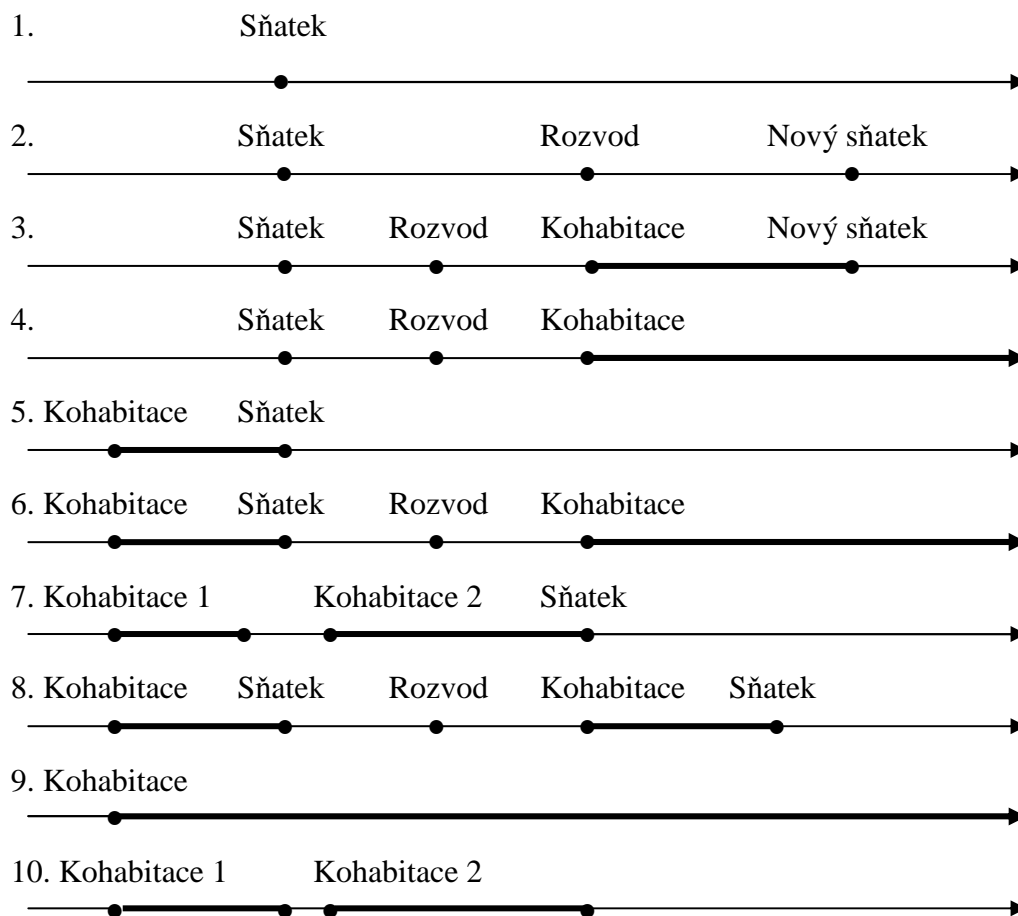 1. Sňatek
2. Sňatek Rozvod Nový sňatek
3. Sňatek Rozvod Kohabitace Nový sňatek
4. Sňatek Rozvod Kohabitace
5. Kohabitace Sňatek
6. Kohabitace Sňatek Rozvod Kohabitace
7. Kohabitace 1 Kohabitace 2 Sňatek
8. Kohabitace Sňatek Rozvod Kohabitace Sňatek
9. Kohabitace
10. Kohabitace 1 Kohabitace 2